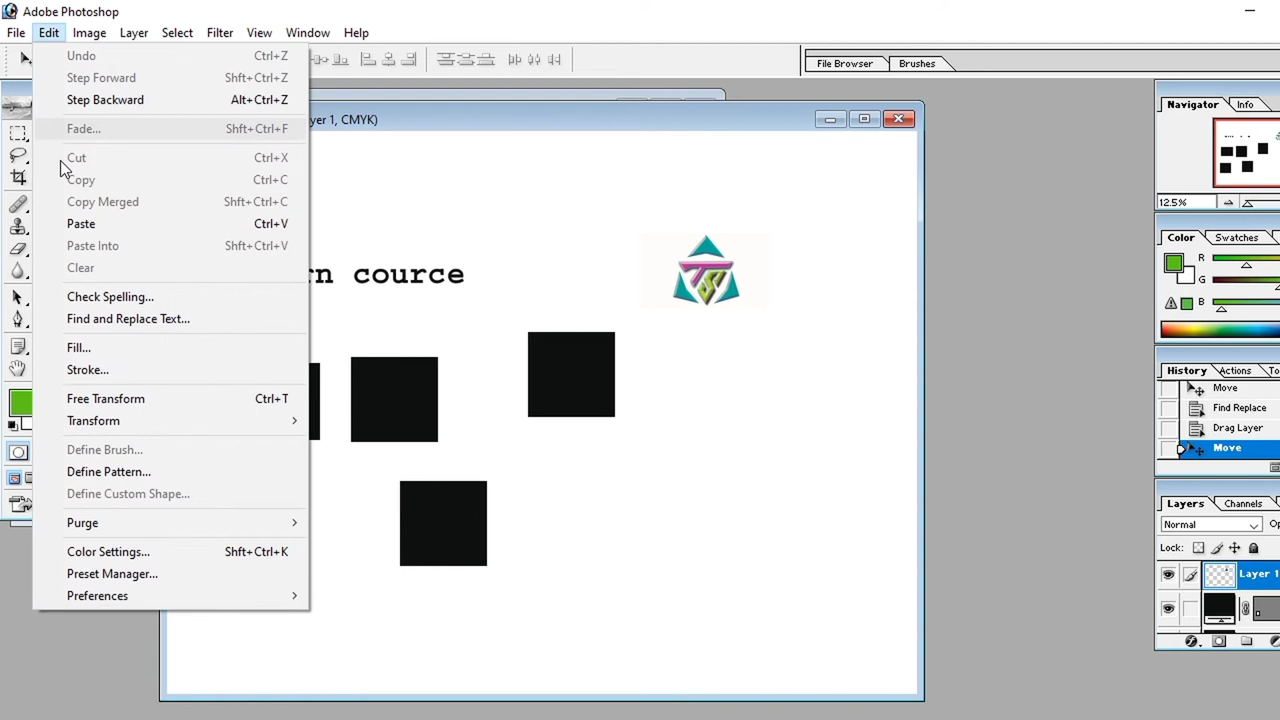 Adobe Photoshop
File Edit Image Layer Select Filter View Window Help
Undo Ctrl+Z
Step Forward Shft+Ctrl+Z
Step Backward Alt+Ctrl+Z
Fade... Shft+Ctrl+F
Cut Ctrl+X
Copy Ctrl+C
Copy Merged Shft+Ctrl+C
Paste Ctrl+V
Paste Into Shft+Ctrl+V
Clear
Check Spelling...
Find and Replace Text...
Fill...
Stroke...
Free Transform Ctrl+T
Transform
Define Brush...
Define Pattern...
Define Custom Shape...
Purge
Color Settings... Shft+Ctrl+K
Preset Manager...
Preferences
File Browser Brushes
yer 1, CMYK)
rn cource
TS
Navigator Info
12.5%
Color Swatches
R
G
B
History Actions To
Move
Find Replace
Drag Layer
Move
Layers Channels
Normal Op
Lock:
Layer 1